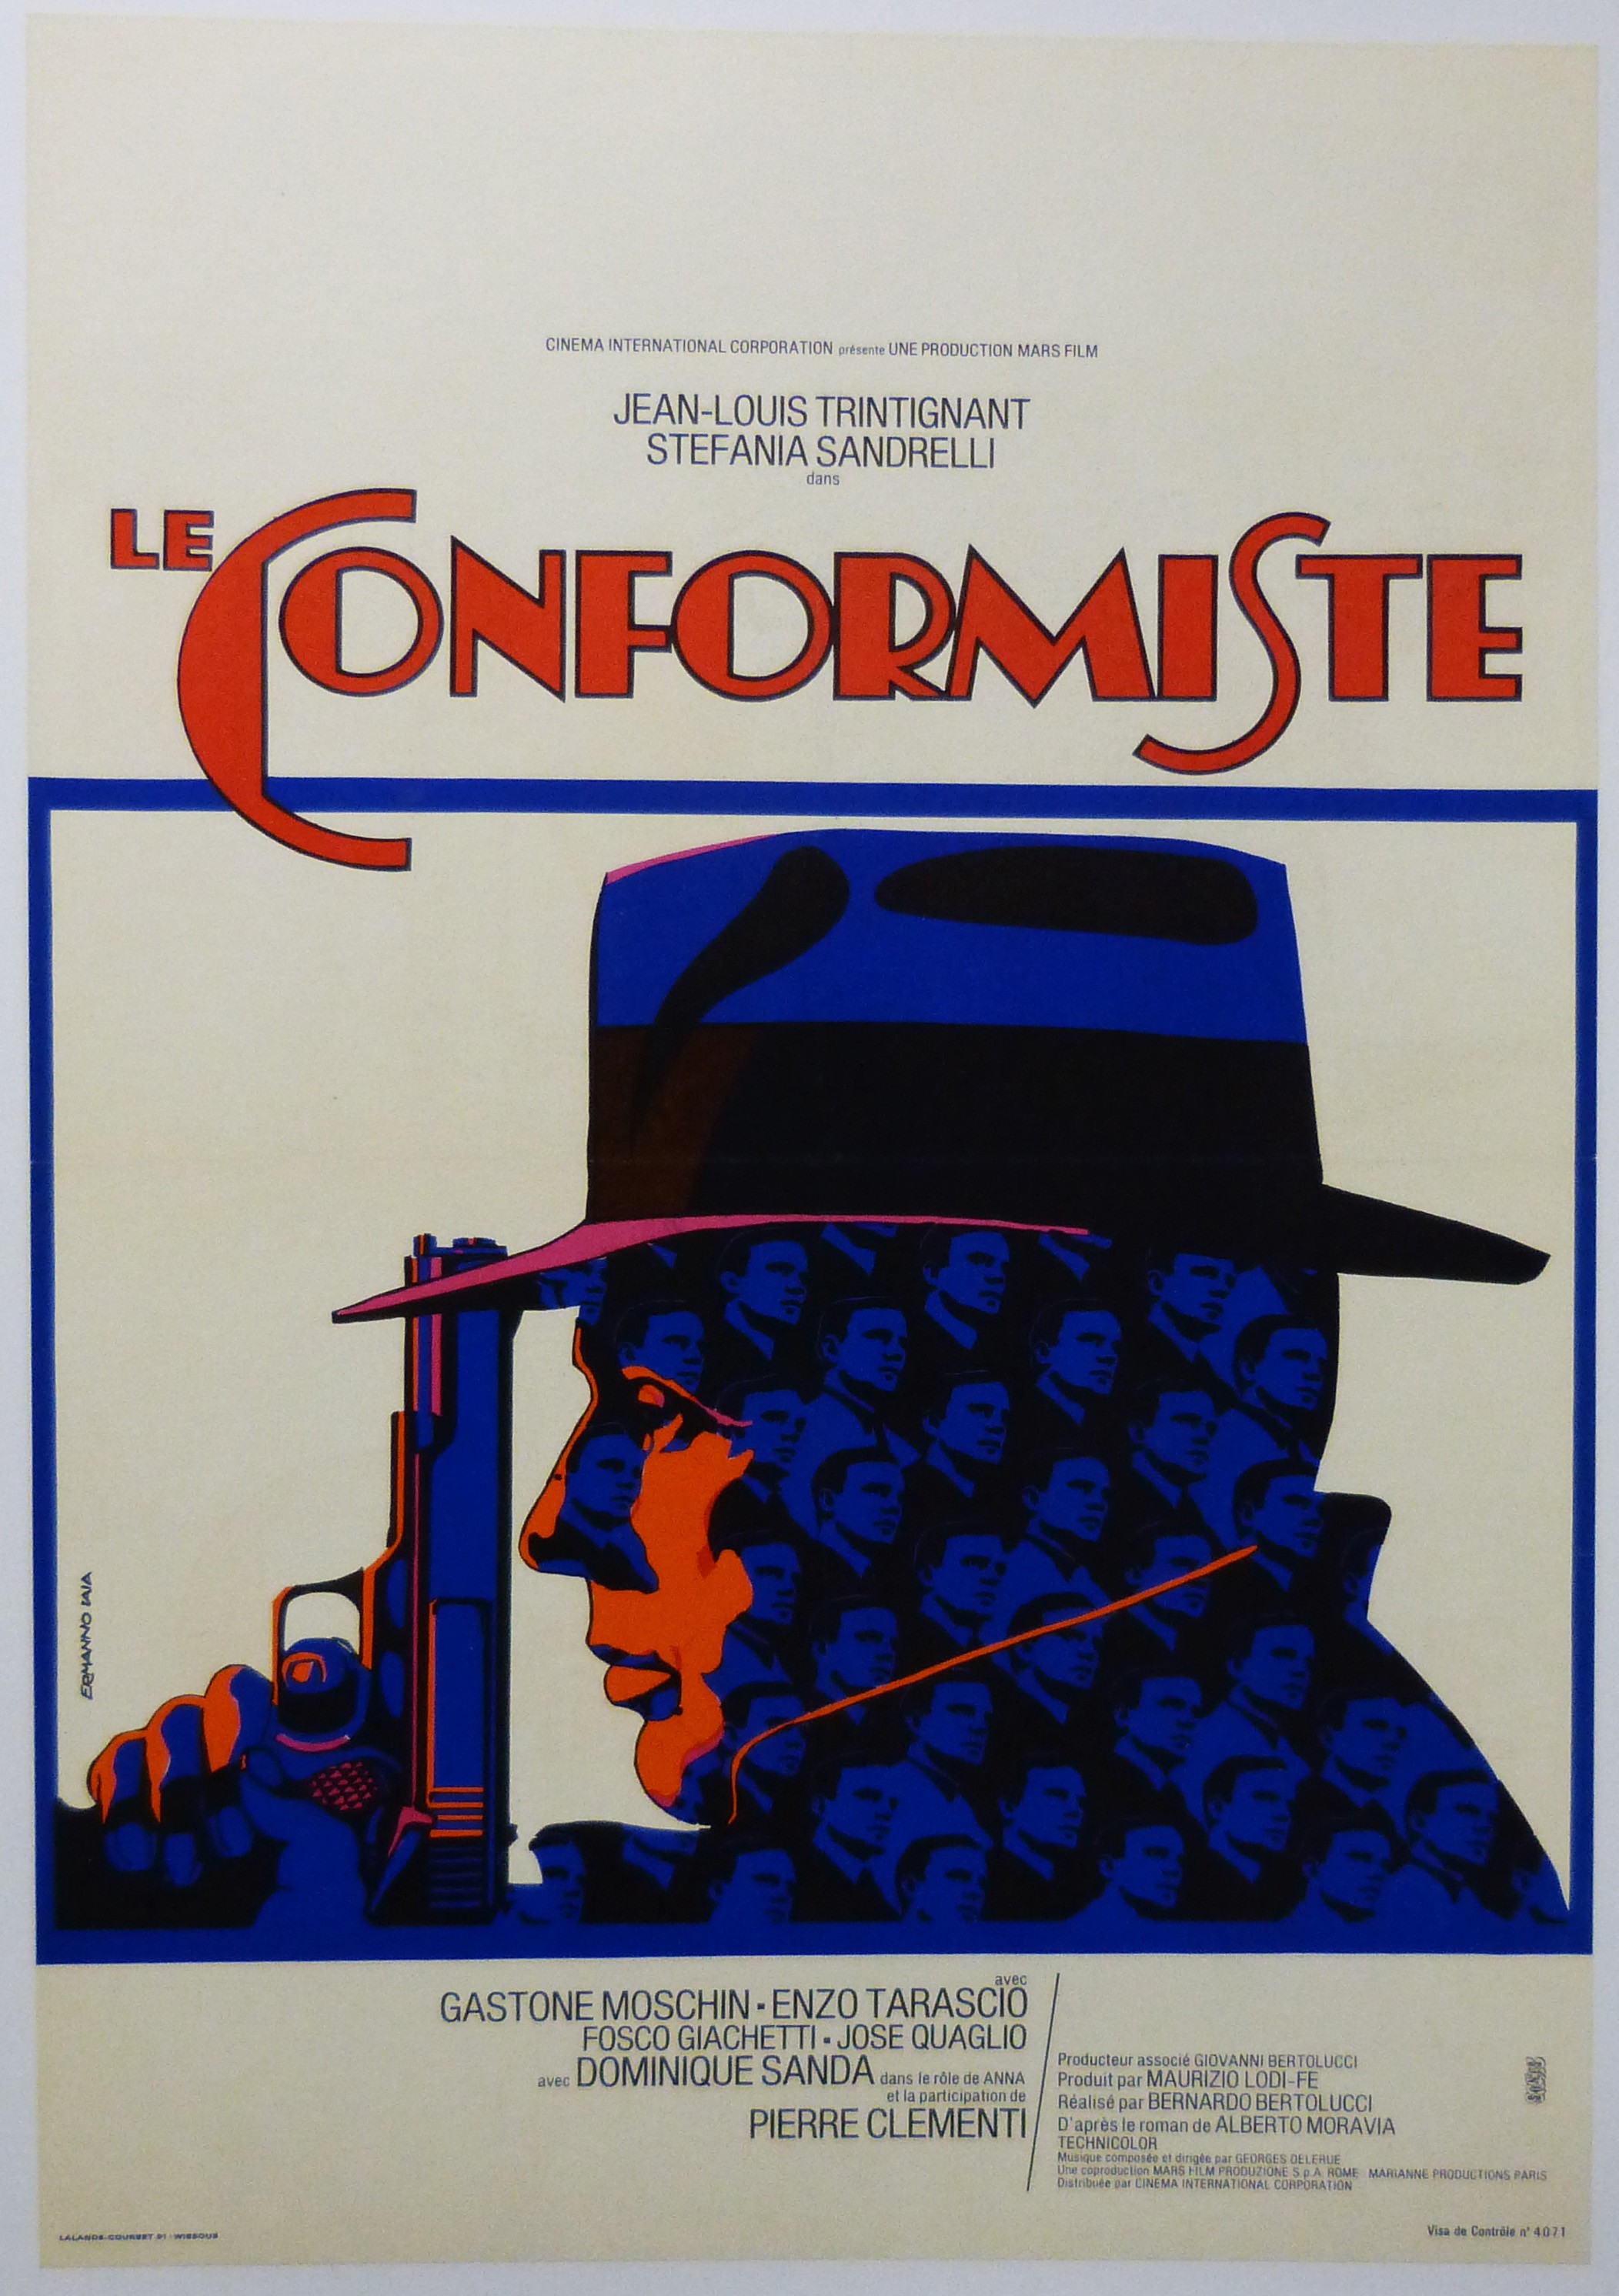 CINEMA INTERNATIONAL CORPORATION présente UNE PRODUCTION MARS FILM
JEAN-LOUIS TRINTIGNANT
STEFANIA SANDRELLI
dans
LE CONFORMISTE
ERMANNO IAIA
avec
GASTONE MOSCHIN - ENZO TARASCIO
FOSCO GIACHETTI - JOSE QUAGLIO
avec DOMINIQUE SANDA dans le rôle de ANNA
et la participation de
PIERRE CLEMENTI
Producteur associé GIOVANNI BERTOLUCCI
Produit par MAURIZIO LODI-FE
Réalisé par BERNARDO BERTOLUCCI
D'après le roman de ALBERTO MORAVIA
TECHNICOLOR
Musique composée et dirigée par GEORGES DELERUE
Une coproduction MARS FILM PRODUZIONE S.p.A. ROME MARIANNE PRODUCTIONS PARIS
Distribuée par CINEMA INTERNATIONAL CORPORATION
LALANDE-COURBET 91 - WISSOUS
Visa de Contrôle n° 4071